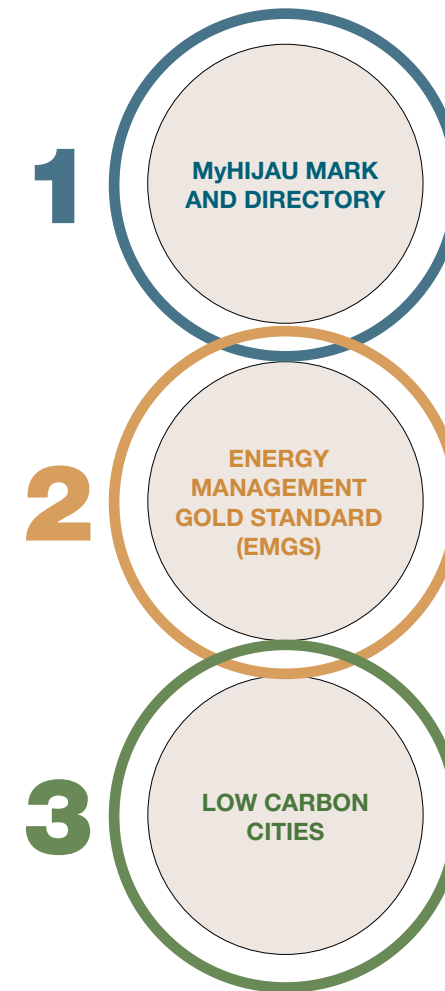 1
MyHIJAU MARK
AND DIRECTORY
2
ENERGY
MANAGEMENT
GOLD STANDARD
(EMGS)
3
LOW CARBON
CITIES